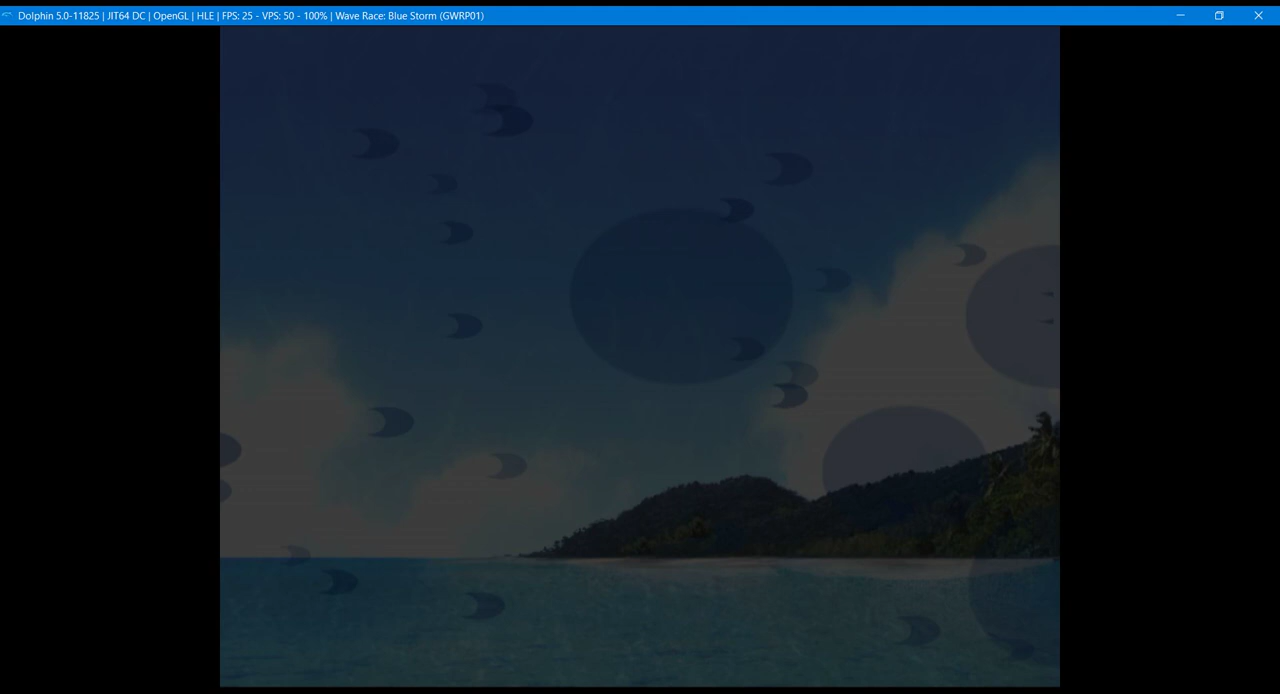 Dolphin 5.0-11825 | JIT64 DC | OpenGL | HLE | FPS: 25 - VPS: 50 - 100% | Wave Race: Blue Storm (GWRP01)